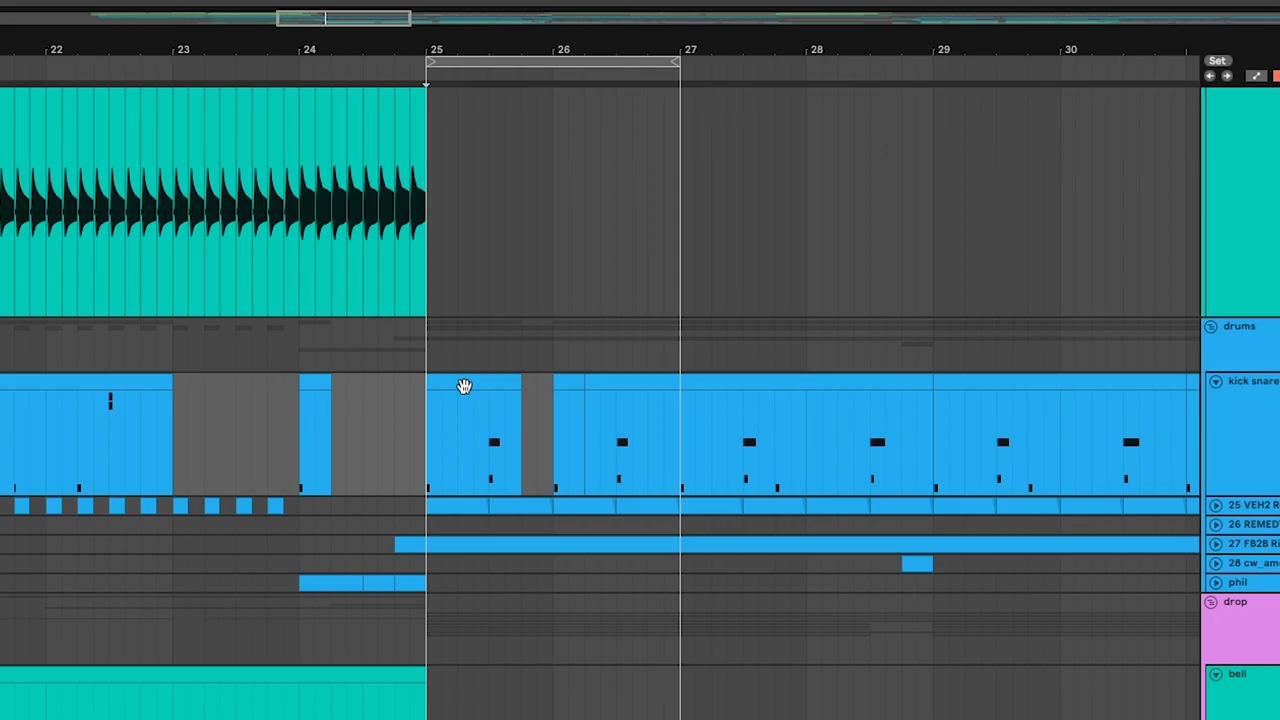 22 23 24 25 26 27 28 29 30
Set
drums
kick snare
25 VEH2 R
26 REMED
27 FB2B Ri
28 cw_am
phil
drop
bell